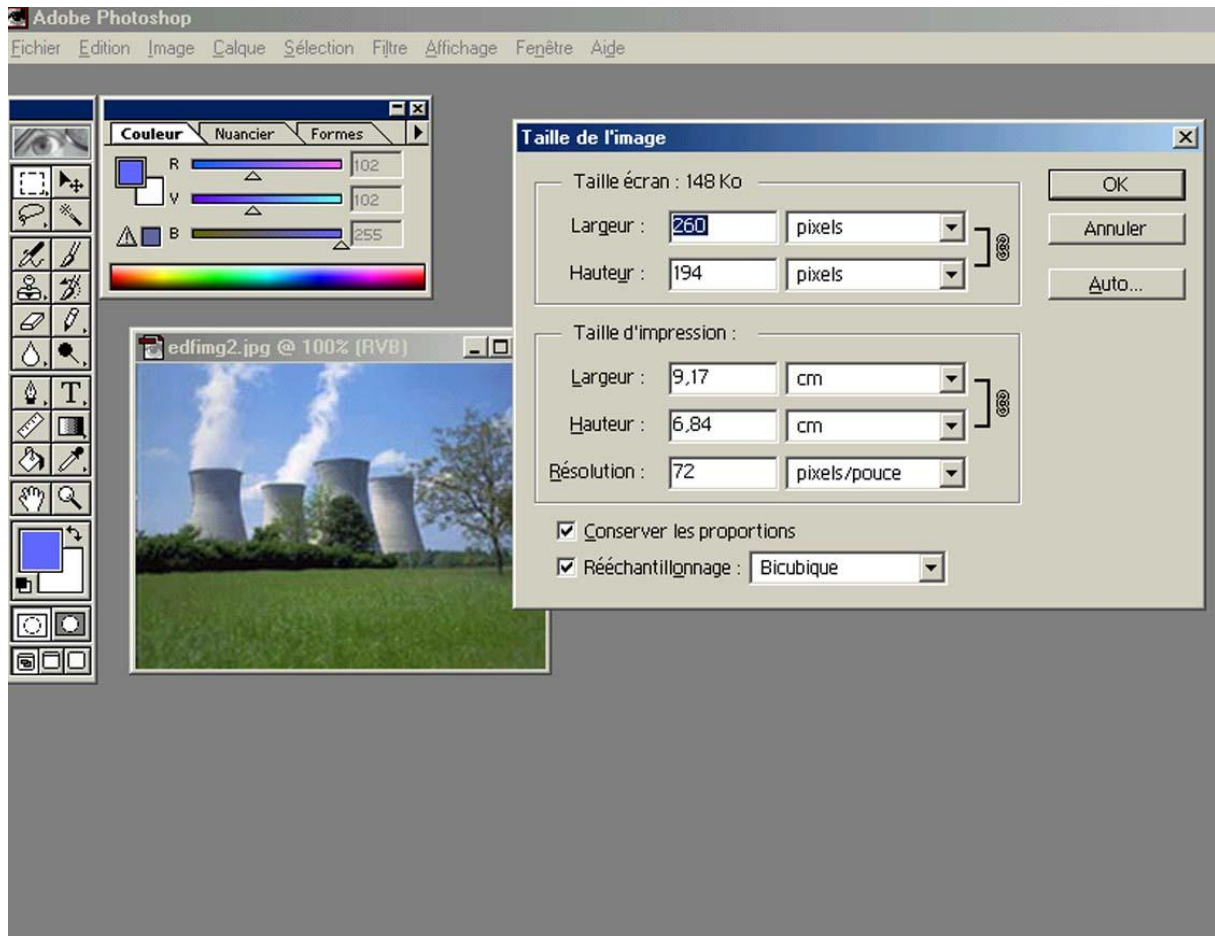 Adobe Photoshop
Fichier Edition Image Calque Sélection Filtre Affichage Fenêtre Aide
Couleur Nuancier Formes
R 102
V 102
B 255
T
edfimg2.jpg @ 100% (RVB)
Taille de l'image
Taille écran : 148 Ko
Largeur : 260 pixels
Hauteur : 194 pixels
OK
Annuler
Auto...
Taille d'impression :
Largeur : 9,17 cm
Hauteur : 6,84 cm
Résolution : 72 pixels/pouce
Conserver les proportions
Rééchantillonnage : Bicubique